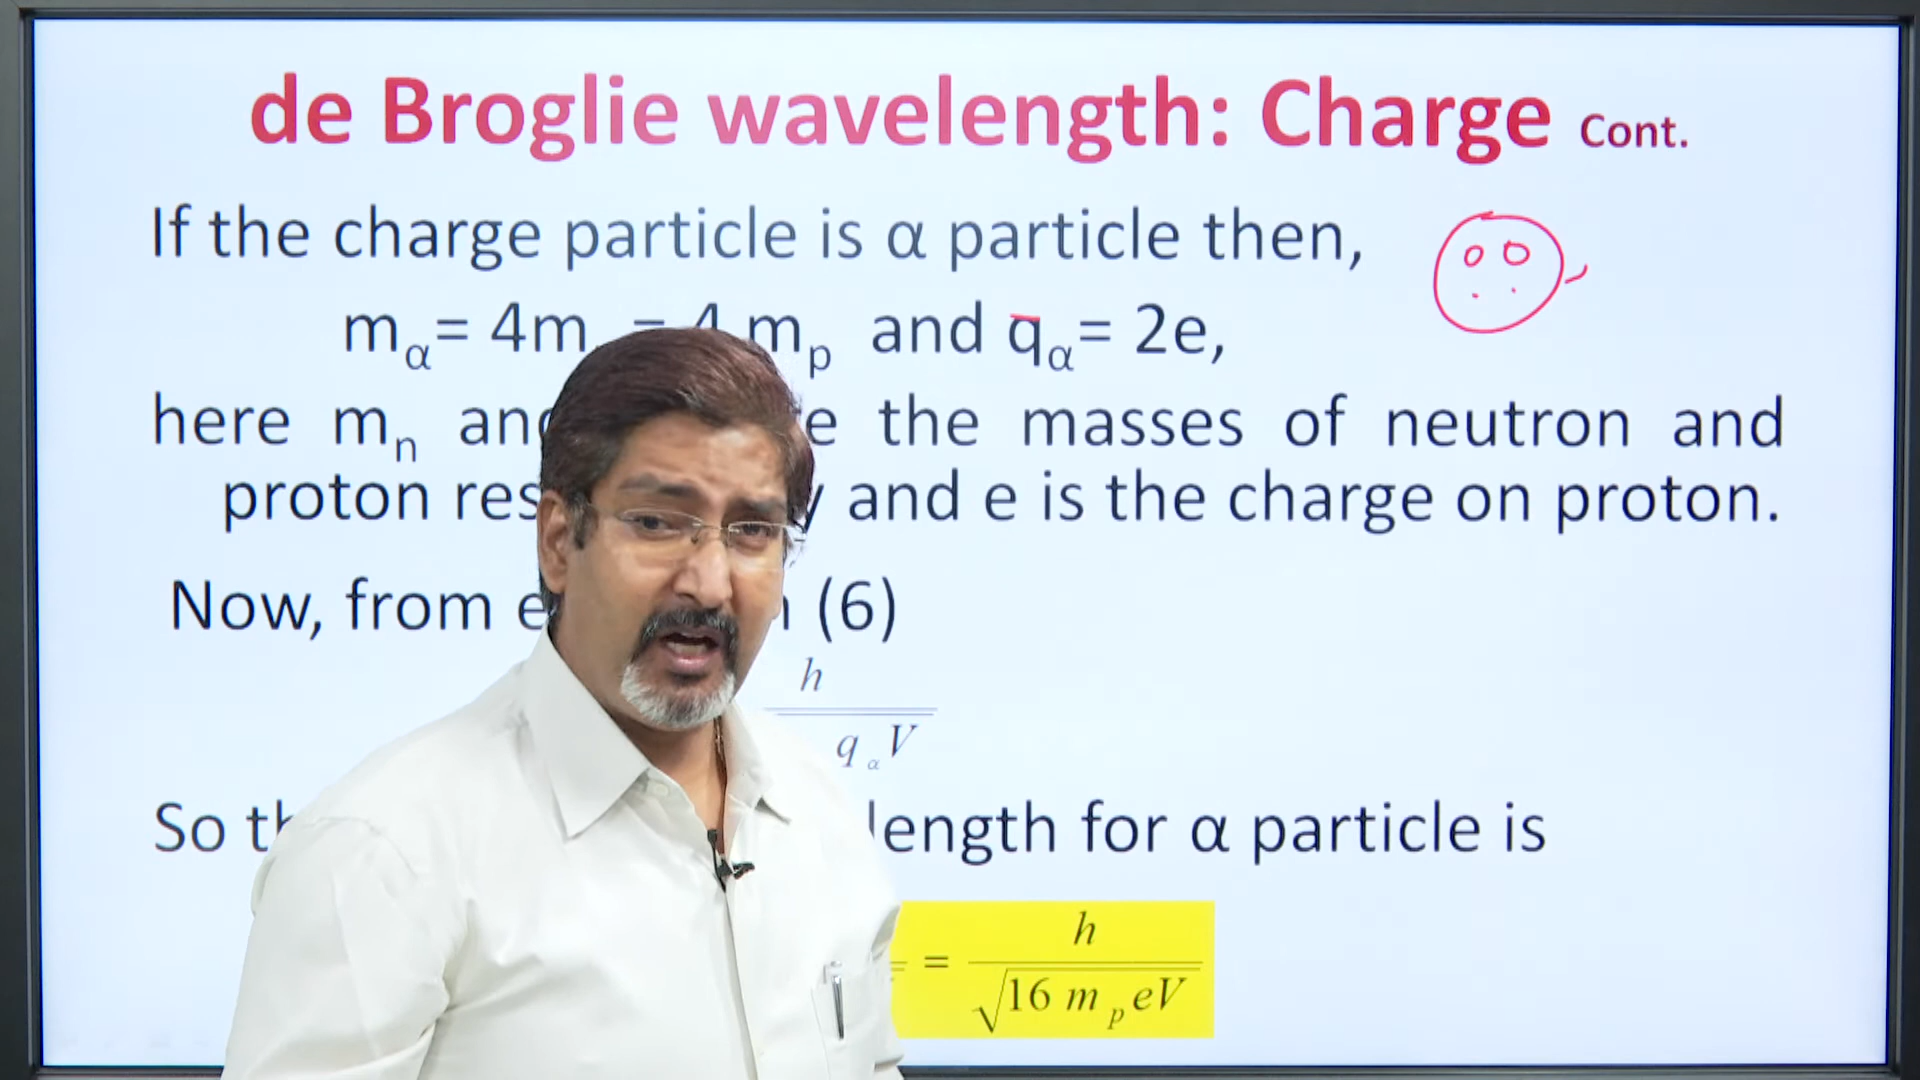 de Broglie wavelength: Charge Cont.
If the charge particle is α particle then,
mα= 4m = 4 mp and qα= 2e,
here mn the masses of neutron and
proton and e is the charge on proton.
Now, from (6)
h
qαV
So for α particle is
= h / √16 mp eV